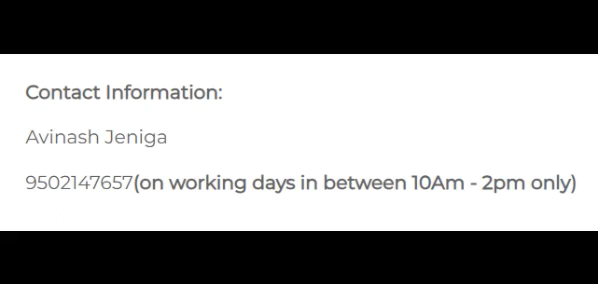 Contact Information:
Avinash Jeniga
9502147657(on working days in between 10Am - 2pm only)